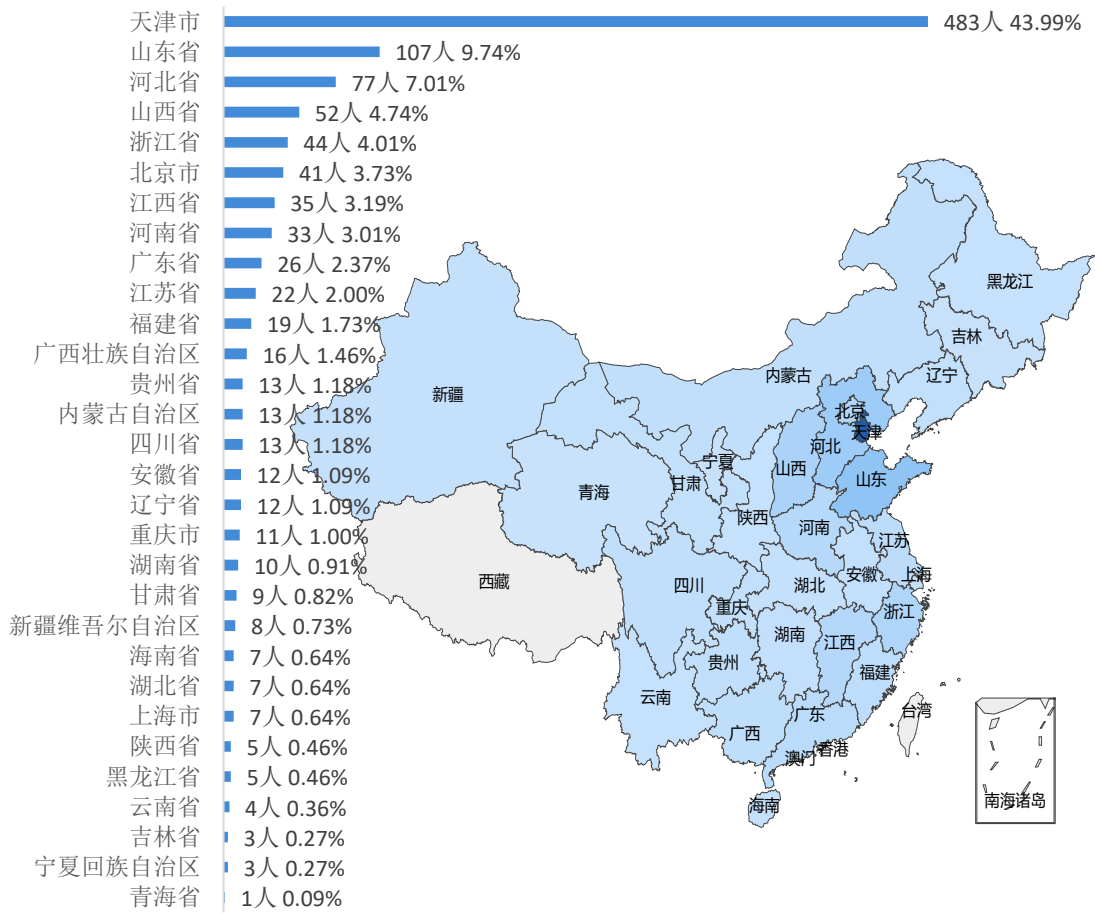 天津市 483人 43.99%
山东省 107人 9.74%
河北省 77人 7.01%
山西省 52人 4.74%
浙江省 44人 4.01%
北京市 41人 3.73%
江西省 35人 3.19%
河南省 33人 3.01%
广东省 26人 2.37%
江苏省 22人 2.00%
福建省 19人 1.73%
广西壮族自治区 16人 1.46%
贵州省 13人 1.18%
内蒙古自治区 13人 1.18%
四川省 13人 1.18%
安徽省 12人 1.09%
辽宁省 12人 1.09%
重庆市 11人 1.00%
湖南省 10人 0.91%
甘肃省 9人 0.82%
新疆维吾尔自治区 8人 0.73%
海南省 7人 0.64%
湖北省 7人 0.64%
上海市 7人 0.64%
陕西省 5人 0.46%
黑龙江省 5人 0.46%
云南省 4人 0.36%
吉林省 3人 0.27%
宁夏回族自治区 3人 0.27%
青海省 1人 0.09%
黑龙江
吉林
辽宁
内蒙古
新疆
北京
天津
河北
宁夏
山西
山东
甘肃
青海
陕西
河南
江苏
安徽
上海
西藏
四川
湖北
重庆
浙江
湖南
江西
贵州
福建
云南
广东
台湾
广西
香港
澳门
海南
南海诸岛